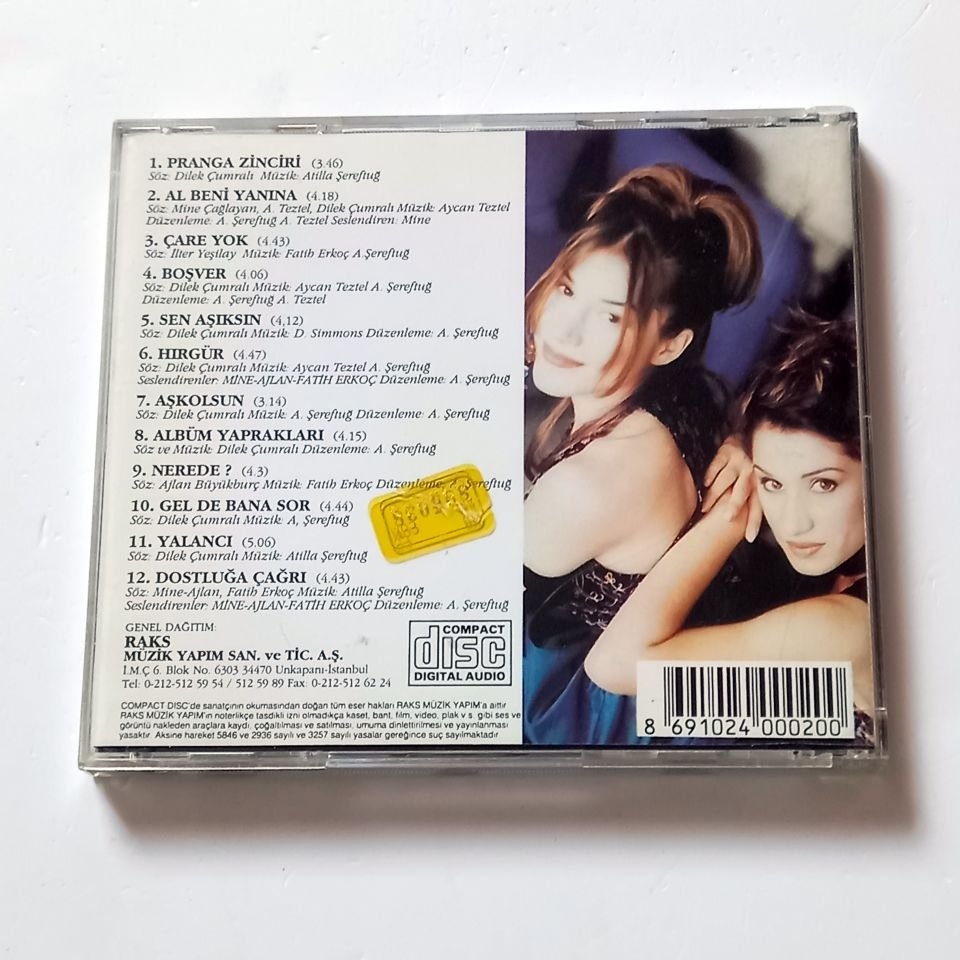 1. PRANGA ZİNCİRİ (3.46)
Söz: Dilek Çumralı Müzik: Atilla Şereftuğ
2. AL BENİ YANINA (4.18)
Söz: Mine Çağlayan, A. Teztel, Dilek Çumralı Müzik: Aycan Teztel
Düzenleme: A. Şereftuğ A. Teztel Seslendiren: Mine
3. ÇARE YOK (4.43)
Söz: İlter Yeşilay Müzik: Fatih Erkoç A.Şereftuğ
4. BOŞVER (4.06)
Söz: Dilek Çumralı Müzik: Aycan Teztel A. Şereftuğ
Düzenleme: A. Şereftuğ A. Teztel
5. SEN AŞIKSIN (4,12)
Söz: Dilek Çumralı Müzik: D. Simmons Düzenleme: A. Şereftuğ
6. HIRGÜR (4.47)
Söz: Dilek Çumralı Müzik: Aycan Teztel A. Şereftuğ
Seslendirenler: MİNE-AJLAN-FATİH ERKOÇ Düzenleme: A. Şereftuğ
7. AŞKOLSUN (3.14)
Söz: Dilek Çumralı Müzik: A. Şereftuğ Düzenleme: A. Şereftuğ
8. ALBÜM YAPRAKLARI (4.15)
Söz ve Müzik: Dilek Çumralı Düzenleme: A. Şereftuğ
9. NEREDE ? (4.3)
Söz: Ajlan Büyükburç Müzik: Fatih Erkoç Düzenleme: A. Şereftuğ
10. GEL DE BANA SOR (4.44)
Söz: Dilek Çumralı Müzik: A, Şereftuğ
11. YALANCI (5.06)
Söz: Dilek Çumralı Müzik: Atilla Şereftuğ
12. DOSTLUĞA ÇAĞRI (4.43)
Söz: Mine-Ajlan, Fatih Erkoç Müzik: Atilla Şereftuğ
Seslendirenler: MİNE-AJLAN-FATİH ERKOÇ Düzenleme: A. Şereftuğ
GENEL DAĞITIM:
RAKS
MÜZİK YAPIM SAN. ve TİC. A.Ş.
İ.M.Ç 6. Blok No. 6303 34470 Unkapanı-İstanbul
Tel: 0-212-512 59 54 / 512 59 89 Fax: 0-212-512 62 24
COMPACT
disc
DIGITAL AUDIO
COMPACT DISC'de sanatçının okumasından doğan tüm eser hakları RAKS MÜZİK YAPIM'a aittir
RAKS MÜZİK YAPIM'ın noterlikçe tasdikli izni olmadıkça kaset, bant, film, video, plak v.s. gibi ses ve
görüntü nakleden araçlara kaydı, çoğaltılması ve satılması, umuma dinlettirilmesi ve yayınlanması
yasaktır. Aksine hareket 5846 ve 2936 sayılı ve 3257 sayılı yasalar gereğince suç sayılmaktadır
8 691024 000200